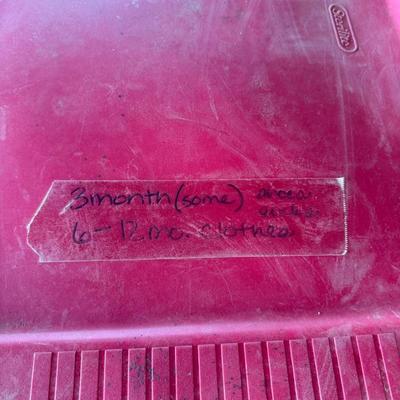 Sterilite
3month (some)
6-12 mo. clothes